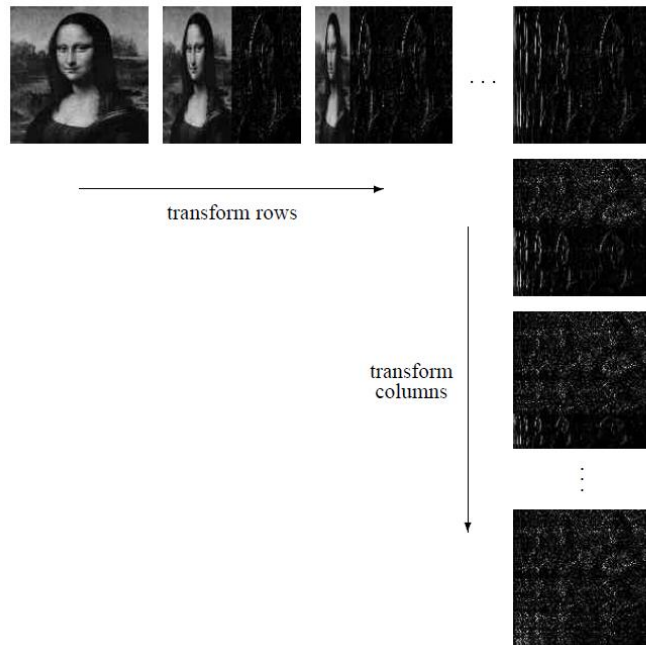 . . .
transform rows
transform
columns